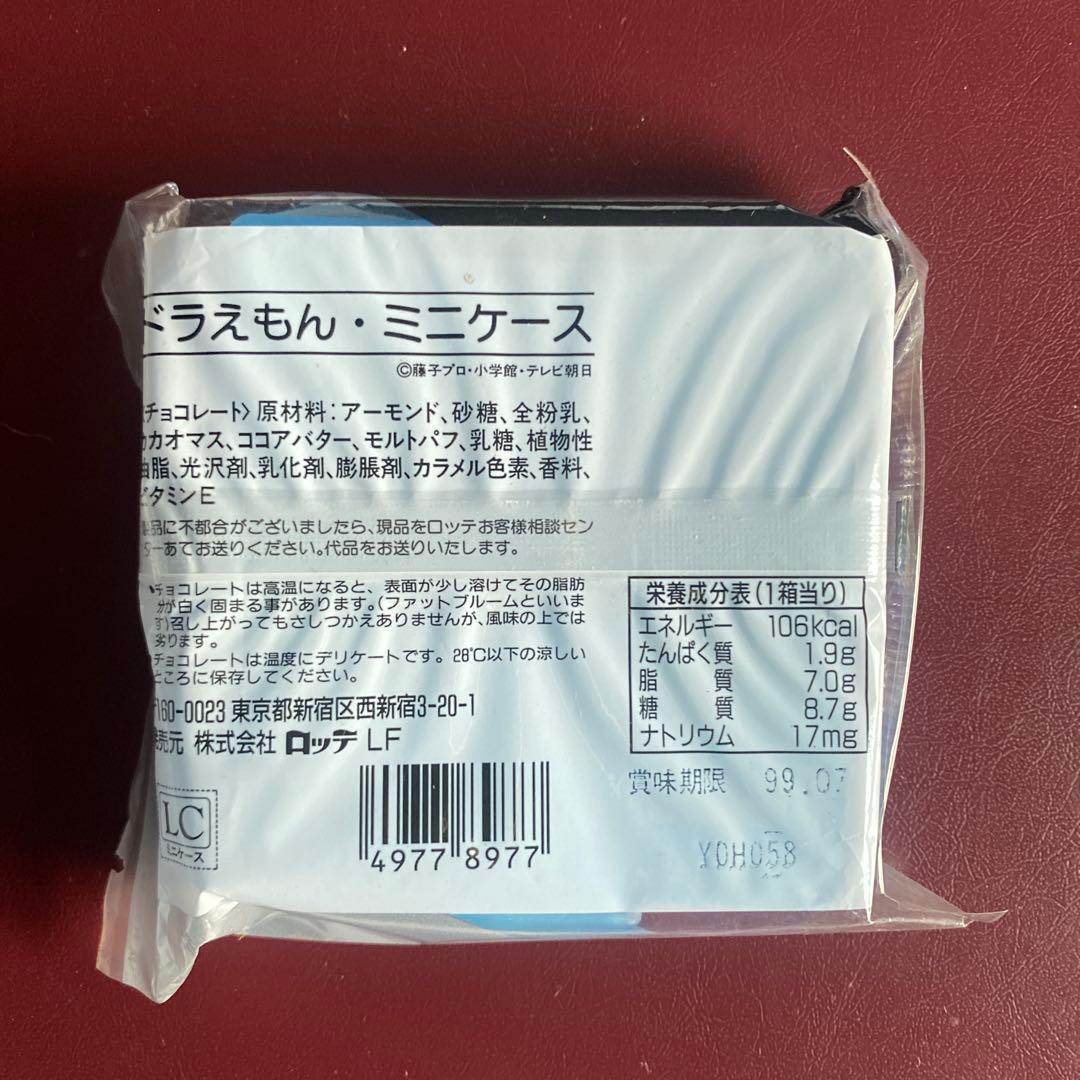 ドラえもん・ミニケース
©藤子プロ・小学館・テレビ朝日
チョコレート〉原材料：アーモンド、砂糖、全粉乳、
カカオマス、ココアバター、モルトパフ、乳糖、植物性
油脂、光沢剤、乳化剤、膨脹剤、カラメル色素、香料、
ビタミンE
製品に不都合がございましたら、現品をロッテお客様相談セン
ターあてお送りください。代品をお送りいたします。
・チョコレートは高温になると、表面が少し溶けてその脂肪
分が白く固まる事があります。（ファットブルームといいま
す）召し上がってもさしつかえありませんが、風味の上では
劣ります。
チョコレートは温度にデリケートです。28℃以下の涼しい
ところに保存してください。
〒160-0023 東京都新宿区西新宿3-20-1
発売元 株式会社 ロッテ LF
LC
ミニケース
4977 8977
栄養成分表（1箱当り）
エネルギー 106kcal
たんぱく質 1.9g
脂質 7.0g
糖質 8.7g
ナトリウム 17mg
賞味期限 99.07
YOH058